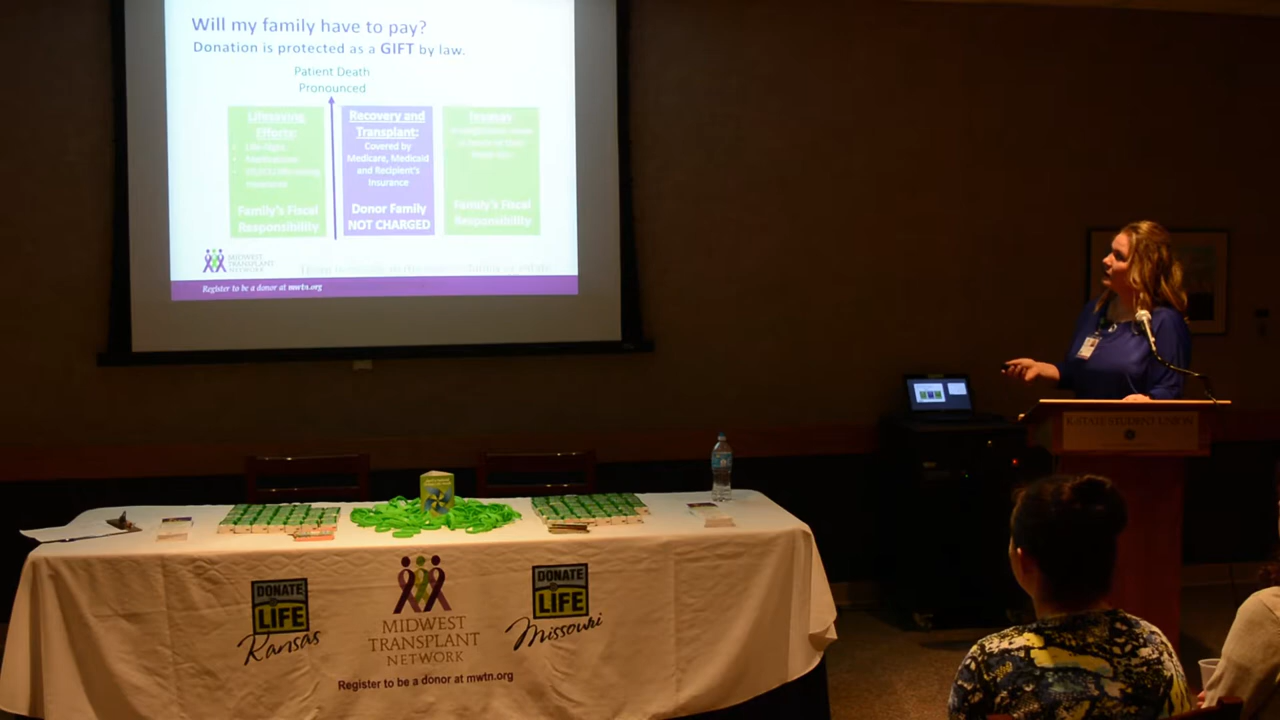 Will my family have to pay?
Donation is protected as a GIFT by law.
Patient Death
Pronounced
Lifesaving
Efforts:
Recovery and
Transplant:
Covered by
Medicare, Medicaid
and Recipient's
Insurance
Donor Family
NOT CHARGED
Family's Fiscal
Responsibility
Family's Fiscal
Responsibility
MIDWEST
TRANSPLANT
NETWORK
Register to be a donor at mwtn.org
K-STATE STUDENT UNION
DONATE
LIFE
Kansas
MIDWEST
TRANSPLANT
NETWORK
DONATE
LIFE
Missouri
Register to be a donor at mwtn.org